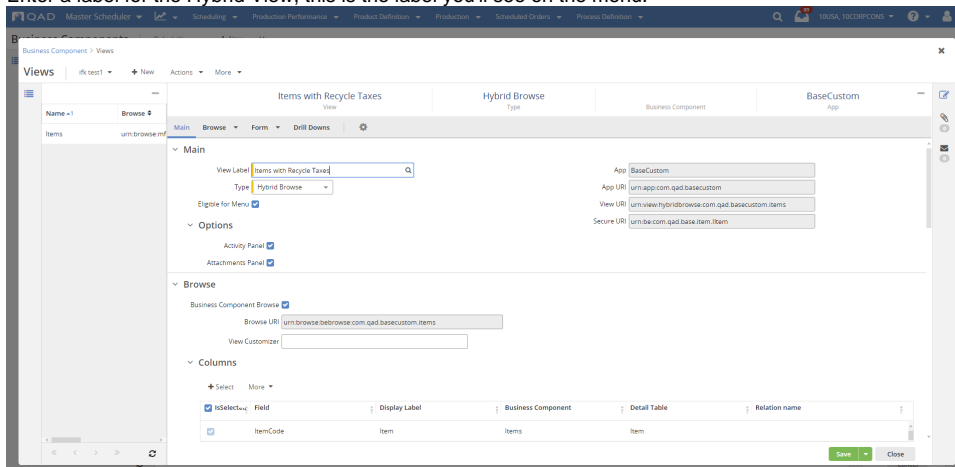 Enter a label for the Hybrid View, this is the label you'll see on the menu.
QAD Master Scheduler Scheduling Production Performance Product Definition Production Scheduled Orders Process Definition 10USA, 10CORPCONS
Business Component > Views
Views ifk test1 + New Actions More
Items with Recycle Taxes Hybrid Browse BaseCustom
View Type Business Component App
Name 1 Browse
Items urn:browse:mf
Main Browse Form Drill Downs
Main
View Label Items with Recycle Taxes App BaseCustom
Type Hybrid Browse App URI urn:app:com.qad.basecustom
Eligible for Menu View URI urn:view:hybridbrowse:com.qad.basecustom.items
Secure URI urn:be:com.qad.base.item.IItem
Options
Activity Panel
Attachments Panel
Browse
Business Component Browse
Browse URI urn:browse:bebrowse:com.qad.basecustom.items
View Customizer
Columns
+ Select More
Field Display Label Business Component Detail Table Relation name
ItemCode Item Items Item
Save Close